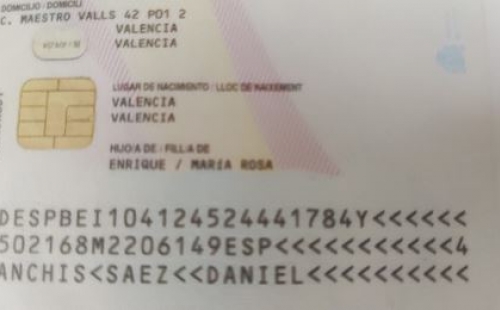 DOMICILIO / DOMICILI
C. MAESTRO VALLS 42 P01 2
VALENCIA
VALENCIA
LUGAR DE NACIMIENTO / LLOC DE NAIXEMENT
VALENCIA
VALENCIA
HIJO/A DE / FILL/A DE
ENRIQUE / MARIA ROSA
DESPBEI104124524441784Y<<<<<<
502168M2206149ESP<<<<<<<<<<<4
ANCHIS<SAEZ<<DANIEL<<<<<<<<<<